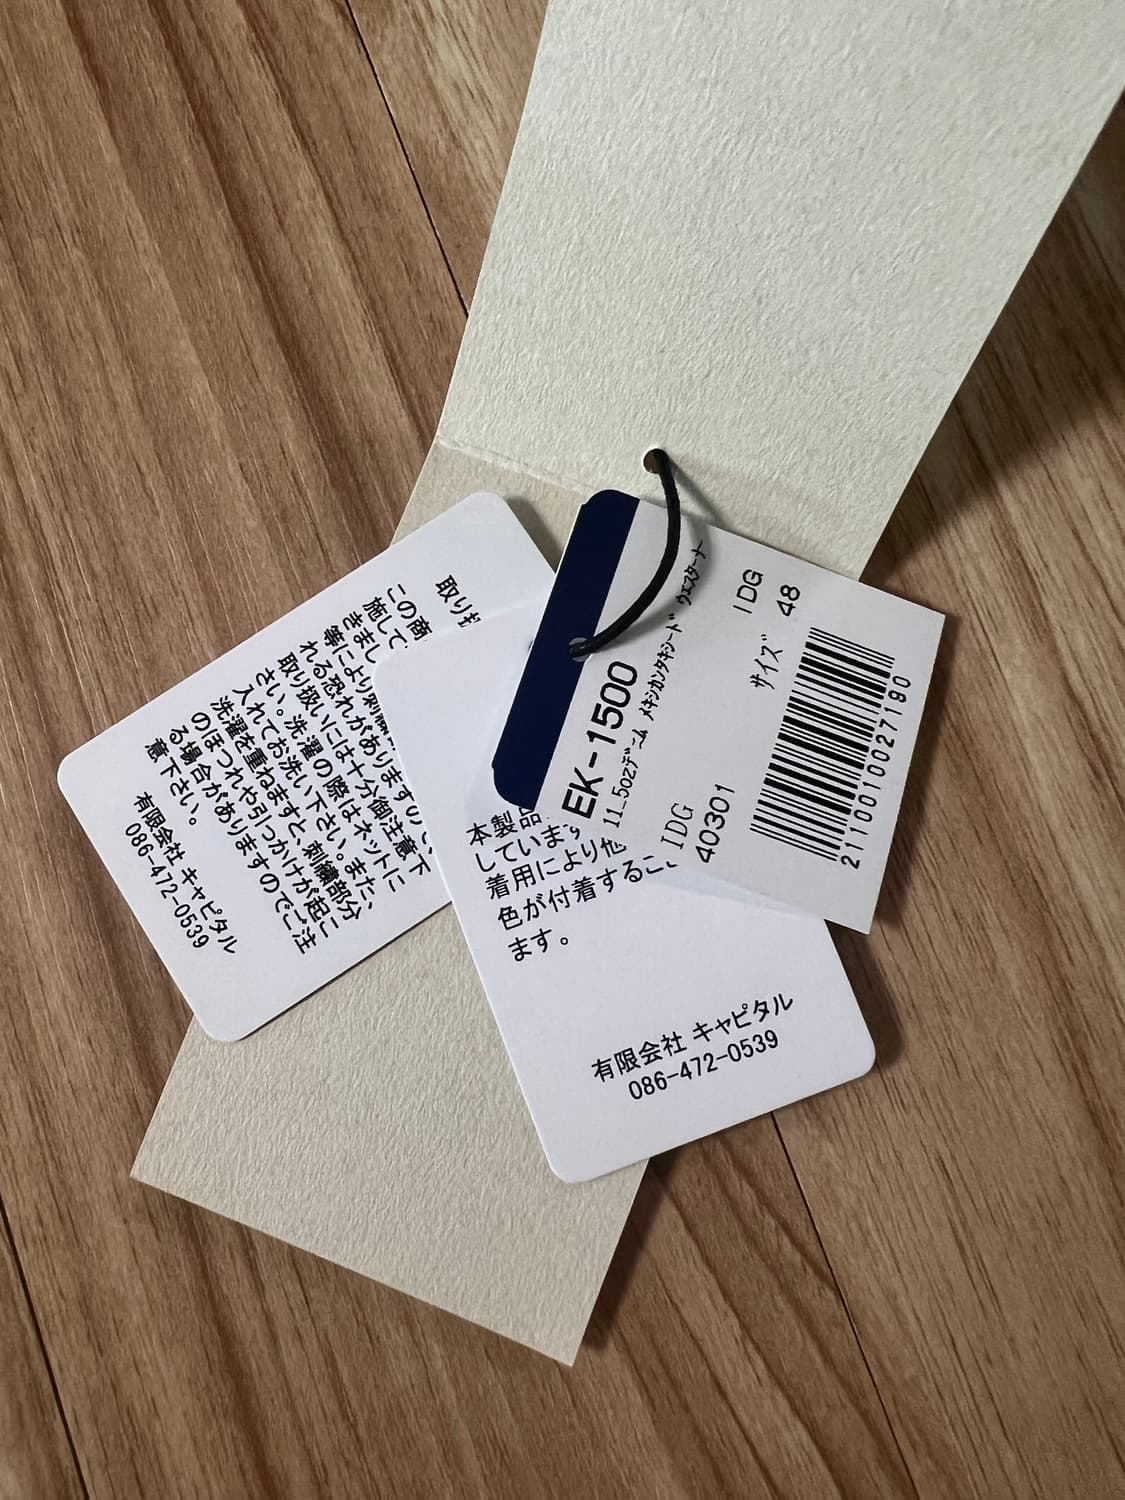 取り扱
この商
施して
きまし
等により刺繍
れる恐れがありますの
取り扱いには十分御注意下
さい。洗濯の際はネットに
入れてお洗い下さい。また、
洗濯を重ねますと、刺繍部分
のほつれや引っかけが起こ
る場合がありますのでご注
意下さい。
有限会社 キャピタル
086-472-0539
本製品
しています
着用により他
色が付着するこ
ます。
有限会社 キャピタル
086-472-0539
EK-1500
11_5ozデニム メキシカンタキシード ウエスターナー
IDG IDG
40301 サイズ 48
2110010027190